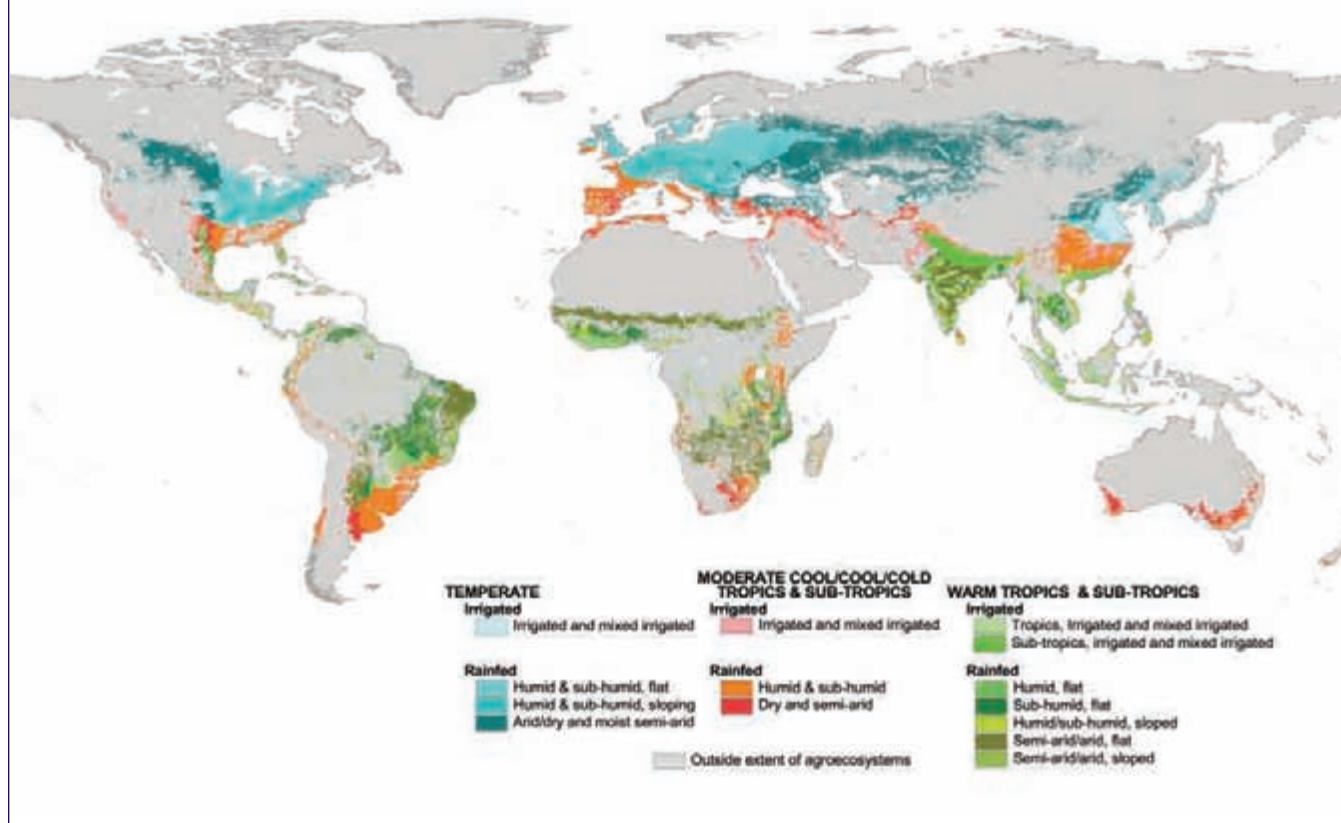 TEMPERATE
Irrigated
Irrigated and mixed irrigated
Rainfed
Humid & sub-humid, flat
Humid & sub-humid, sloping
Arid/dry and moist semi-arid
MODERATE COOL/COOL/COLD
TROPICS & SUB-TROPICS
Irrigated
Irrigated and mixed irrigated
Rainfed
Humid & sub-humid
Dry and semi-arid
WARM TROPICS & SUB-TROPICS
Irrigated
Tropics, Irrigated and mixed irrigated
Sub-tropics, irrigated and mixed irrigated
Rainfed
Humid, flat
Sub-humid, flat
Humid/sub-humid, sloped
Semi-arid/arid, flat
Semi-arid/arid, sloped
Outside extent of agroecosystems